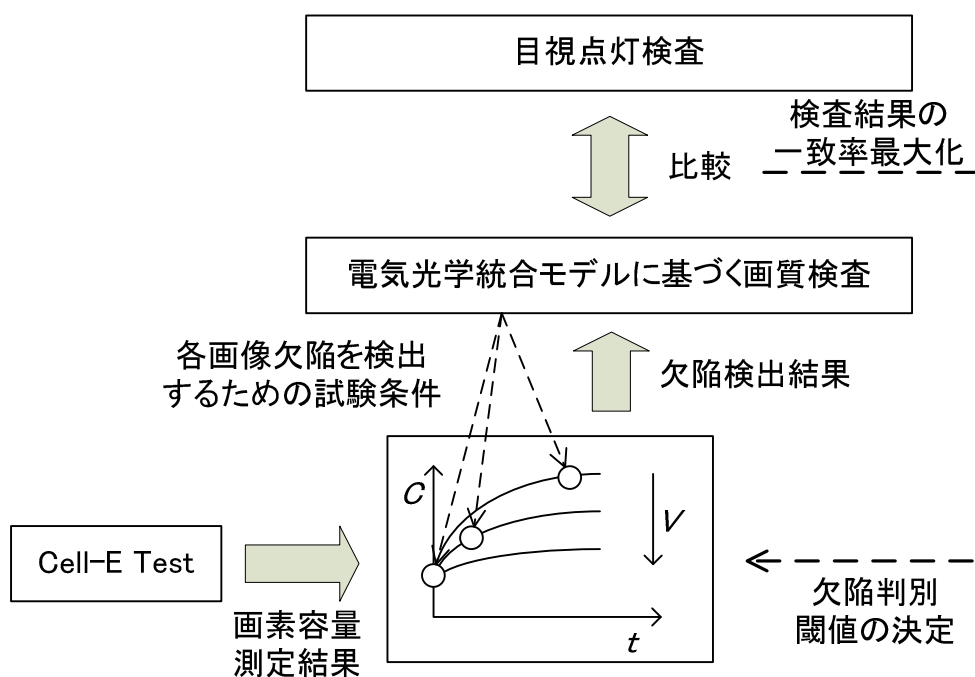 目視点灯検査
検査結果の
一致率最大化
比較
電気光学統合モデルに基づく画質検査
各画像欠陥を検出
するための試験条件
欠陥検出結果
C
V
Cell-E Test
画素容量
測定結果
t
欠陥判別
閾値の決定